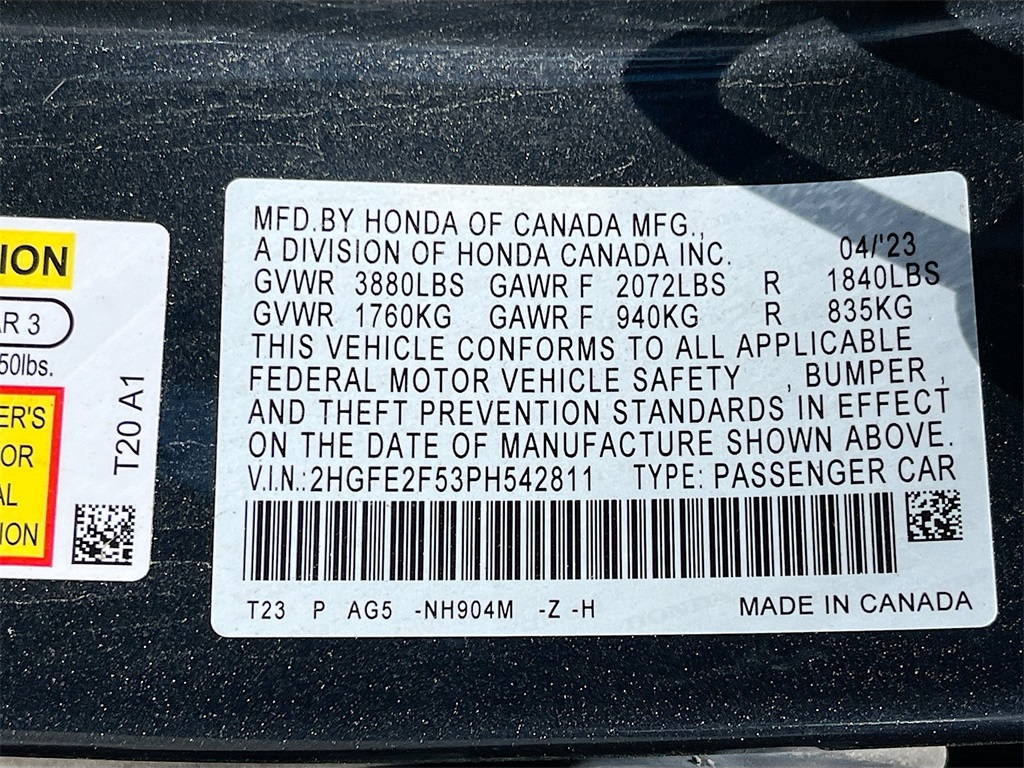 ION
AR 3
50lbs.
ER'S
OR
AL
ION
T20 A1
MFD.BY HONDA OF CANADA MFG.,
A DIVISION OF HONDA CANADA INC. 04/'23
GVWR 3880LBS GAWR F 2072LBS R 1840LBS
GVWR 1760KG GAWR F 940KG R 835KG
THIS VEHICLE CONFORMS TO ALL APPLICABLE
FEDERAL MOTOR VEHICLE SAFETY , BUMPER ,
AND THEFT PREVENTION STANDARDS IN EFFECT
ON THE DATE OF MANUFACTURE SHOWN ABOVE.
V.I.N.:2HGFE2F53PH542811 TYPE: PASSENGER CAR
T23 P AG5 -NH904M -Z -H MADE IN CANADA